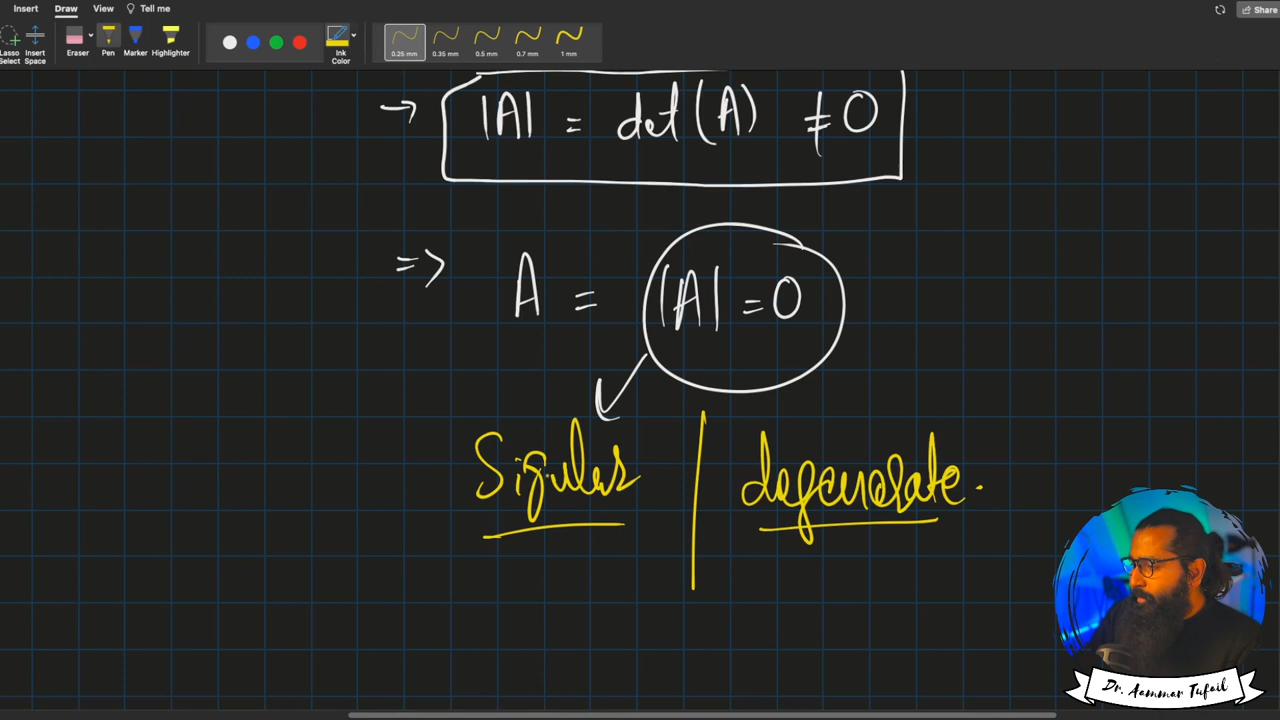 Insert Draw View Tell me
Share
Lasso Select
Insert Space
Eraser
Pen
Marker
Highlighter
Ink Color
0.25 mm
0.35 mm
0.5 mm
0.7 mm
1 mm
→ |A| = det(A) ≠ 0
=> A = |A| = 0
Sigular | degenerate.
Dr. Aammar Tufail